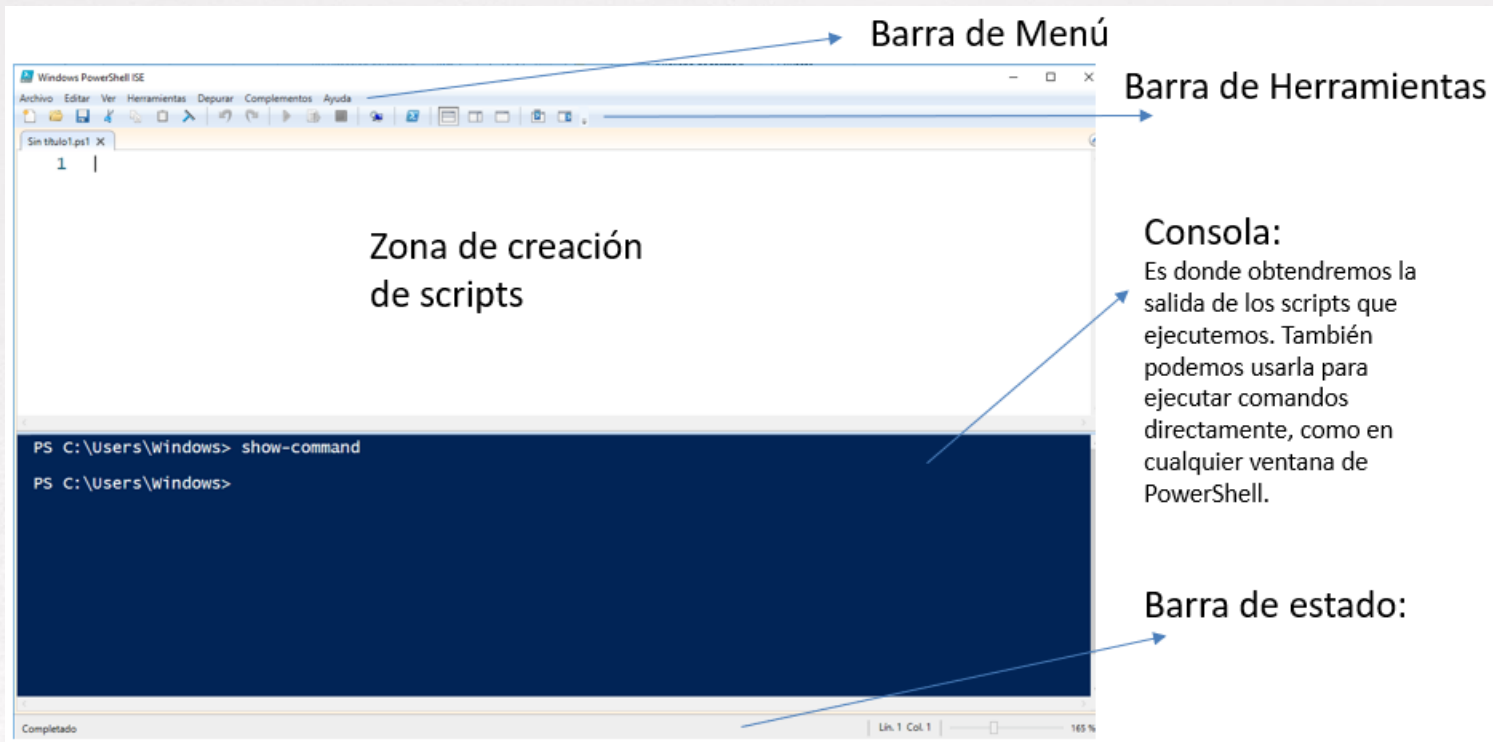 Barra de Menú
Windows PowerShell ISE
Barra de Herramientas
Archivo Editar Ver Herramientas Depurar Complementos Ayuda
Sin título1.ps1 X
1
Zona de creación
de scripts
Consola:
Es donde obtendremos la
salida de los scripts que
ejecutemos. También
podemos usarla para
ejecutar comandos
directamente, como en
cualquier ventana de
PowerShell.
PS C:\Users\Windows> show-command
PS C:\Users\Windows>
Barra de estado:
Completado
Lín. 1 Col. 1
165 %